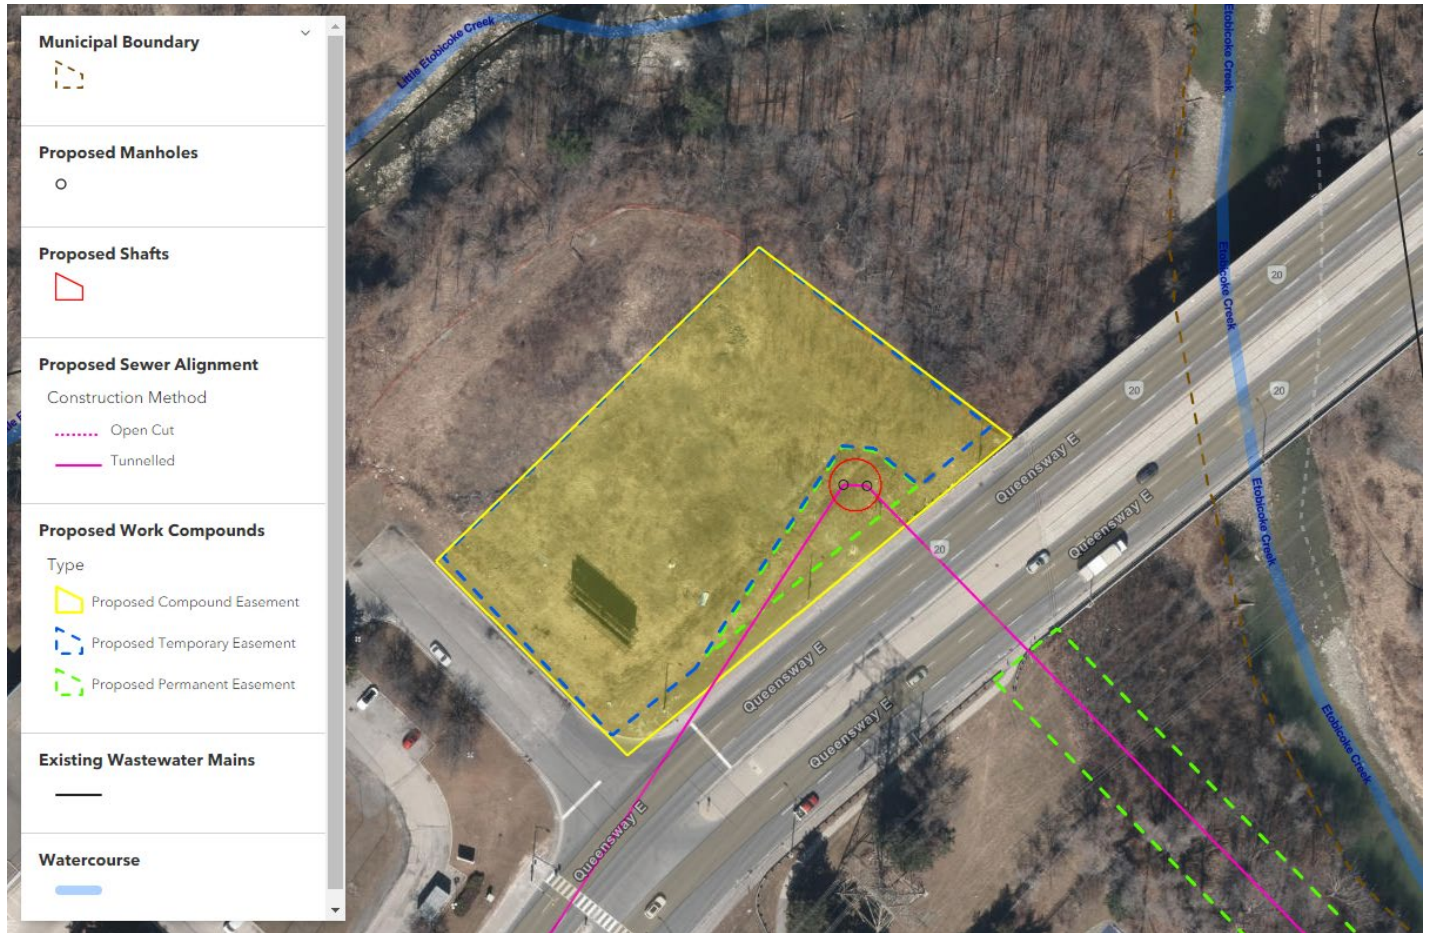 Municipal Boundary
Proposed Manholes
Proposed Shafts
Proposed Sewer Alignment
Construction Method
Open Cut
Tunnelled
Proposed Work Compounds
Type
Proposed Compound Easement
Proposed Temporary Easement
Proposed Permanent Easement
Existing Wastewater Mains
Watercourse
Little Etobicoke Creek
Etobicoke Creek
Etobicoke Creek
Etobicoke Creek
Etobicoke Creek
Etobicoke Creek
20
20
20
20
Queensway E
Queensway E
Queensway E
Queensway E
Queensway E